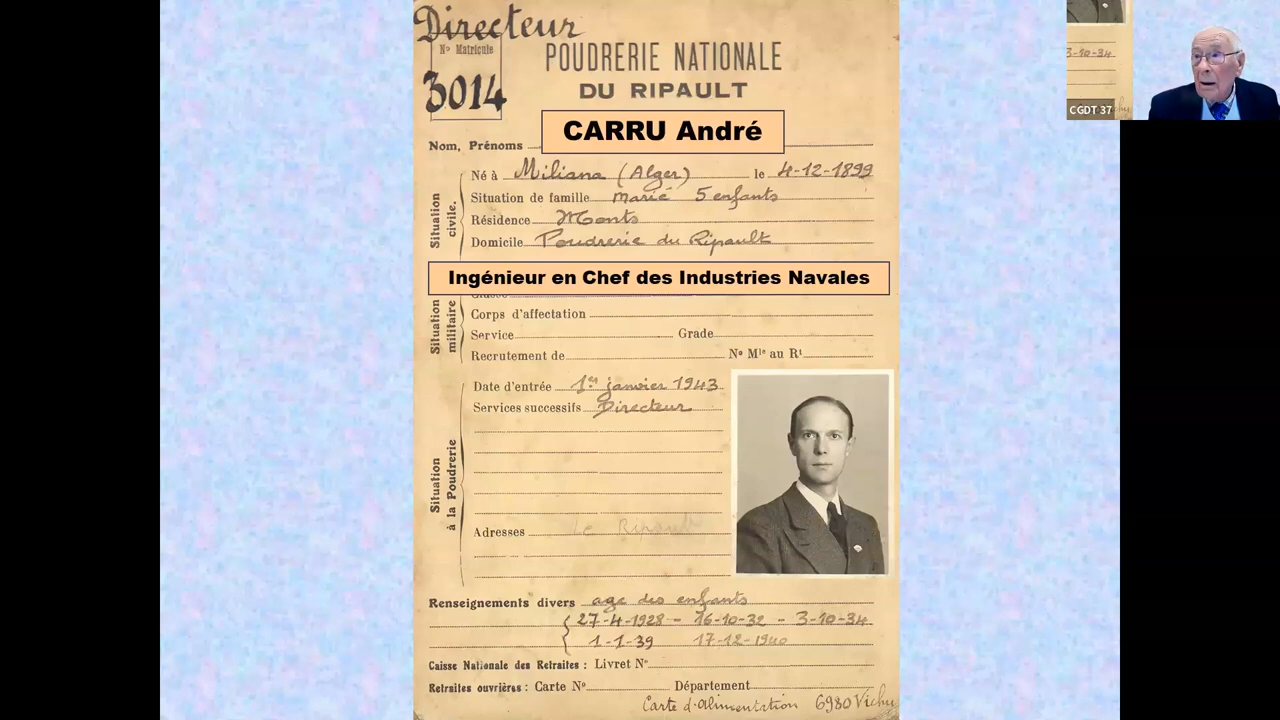 Directeur
Nº Matricule
3014
POUDRERIE NATIONALE
DU RIPAULT
CARRU André
Nom, Prénoms
Né à Miliana (Alger) le 4-12-1899
Situation de famille marié 5 enfants
Résidence Monts
Domicile Poudrerie du Ripault
Situation civile.
Ingénieur en Chef des Industries Navales
Corps d'affectation
Service Grade
Recrutement de Nº Mle au Rt
Situation militaire
Date d'entrée 1er janvier 1943
Services successifs Directeur
Situation à la Poudrerie
Adresses Le Ripault
Renseignements divers age des enfants
27-4-1928 - 16-10-32 - 3-10-34
1-1-39 17-12-1940
Caisse Nationale des Retraites : Livret Nº
Retraites ouvrières : Carte Nº Département
Carte d'Alimentation 6980 Vichy
3-10-34
CGDT 37